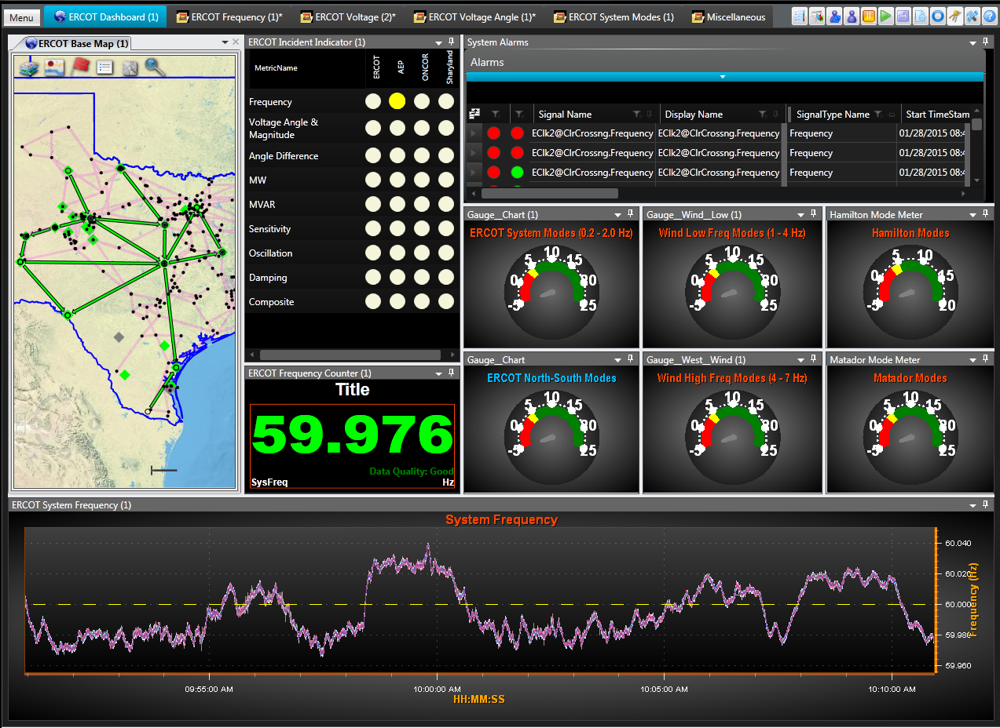 Menu
ERCOT Dashboard (1)
ERCOT Frequency (1)*
ERCOT Voltage (2)*
ERCOT Voltage Angle (1)*
ERCOT System Modes (1)
Miscellaneous
ERCOT Base Map (1)
ERCOT Incident Indicator (1)
MetricName
ERCOT
AEP
ONCOR
Sharyland
Frequency
Voltage Angle &
Magnitude
Angle Difference
MW
MVAR
Sensitivity
Oscillation
Damping
Composite
ERCOT Frequency Counter (1)
Title
59.976
Data Quality: Good
SysFreq Hz
System Alarms
Alarms
Signal Name Display Name SignalType Name Start TimeStam
EClk2@ClrCrossng.Frequency EClk2@ClrCrossng.Frequency Frequency 01/28/2015 08:4
EClk2@ClrCrossng.Frequency EClk2@ClrCrossng.Frequency Frequency 01/28/2015 08:4
EClk2@ClrCrossng.Frequency EClk2@ClrCrossng.Frequency Frequency 01/28/2015 08:4
Gauge_Chart (1)
ERCOT System Modes (0.2 - 2.0 Hz)
-5 0 5 10 15 20 25
Gauge_Wind_Low (1)
Wind Low Freq Modes (1 - 4 Hz)
-5 0 5 10 15 20 25
Hamilton Mode Meter
Hamilton Modes
-5 0 5 10 15 20
Gauge_Chart
ERCOT North-South Modes
-5 0 5 10 15 20 25
Gauge_West_Wind (1)
Wind High Freq Modes (4 - 7 Hz)
-5 0 5 10 15 20 25
Matador Mode Meter
Matador Modes
-5 0 5 10 15 20 25
ERCOT System Frequency (1)
System Frequency
60.040
60.020
60.000
59.980
59.960
Frequency (Hz)
09:55:00 AM
10:00:00 AM
10:05:00 AM
10:10:00 AM
HH:MM:SS